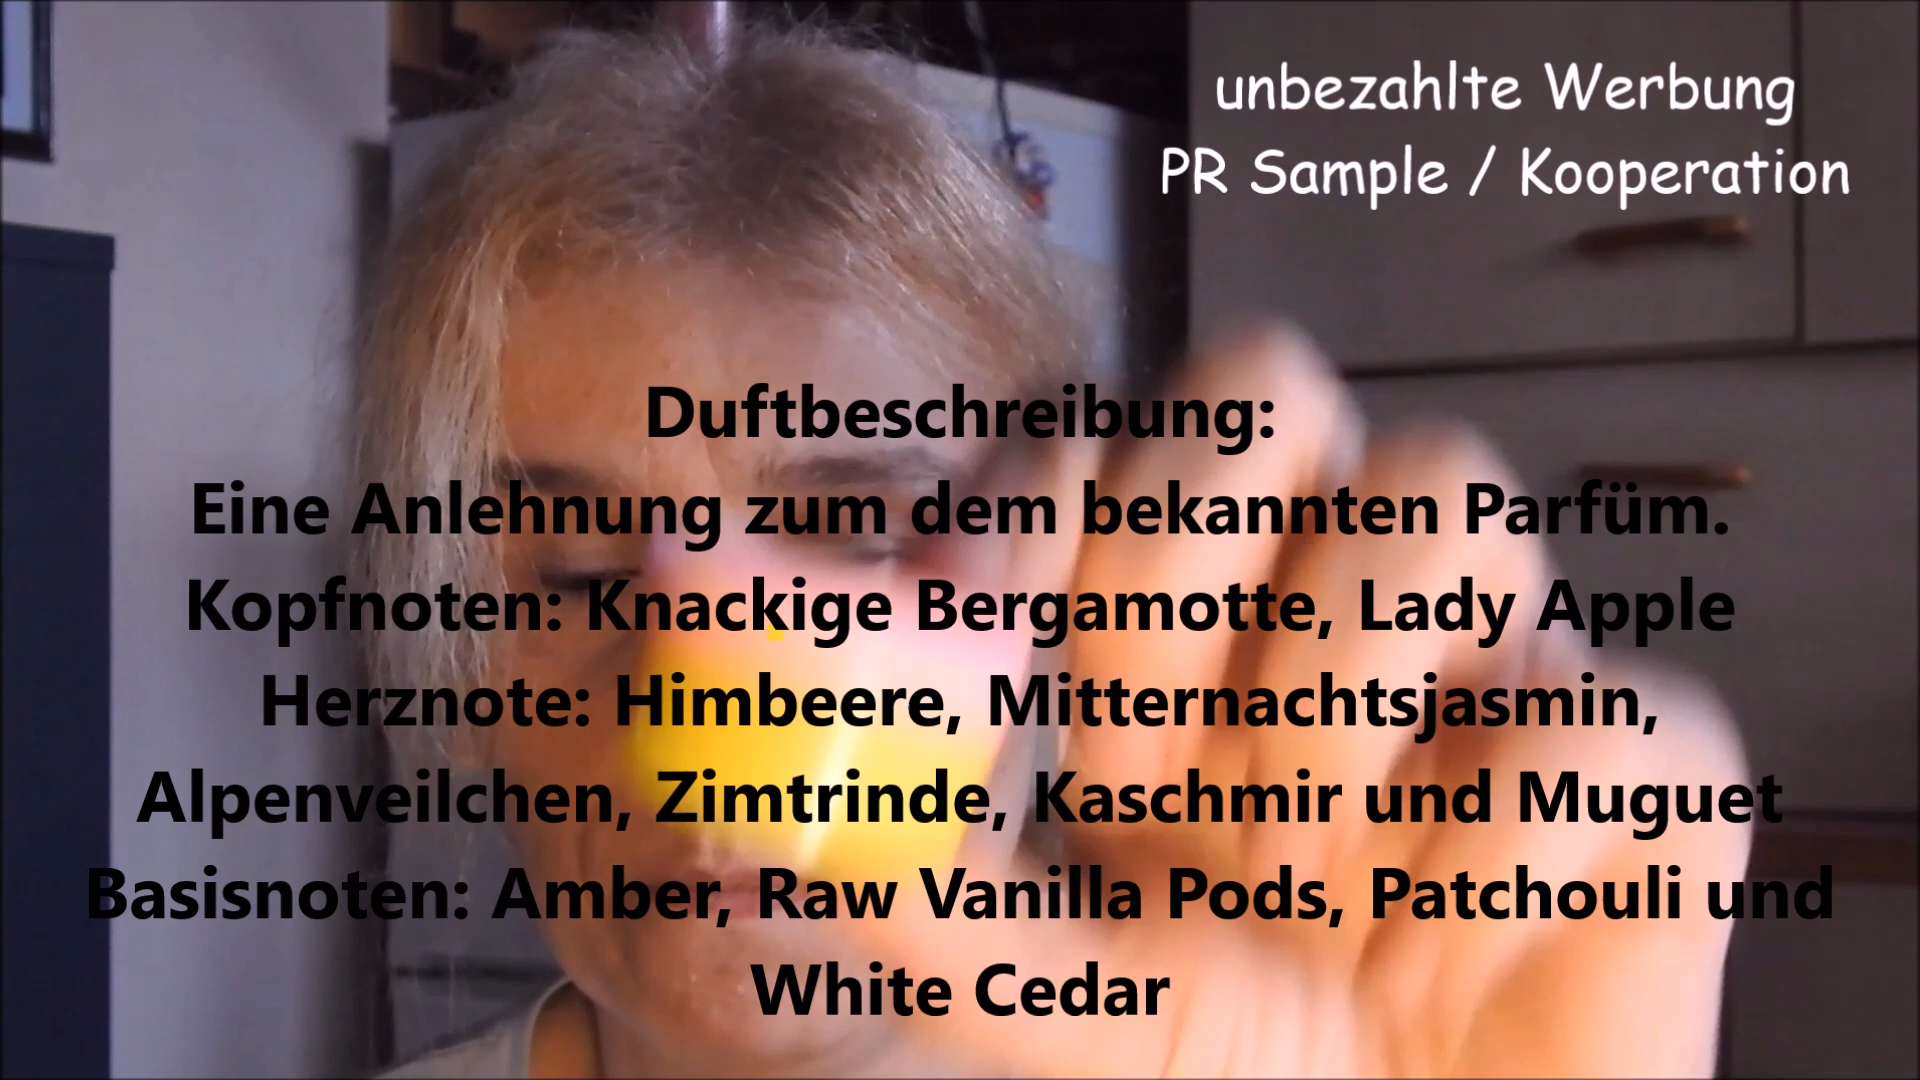 unbezahlte Werbung
PR Sample / Kooperation
Duftbeschreibung:
Eine Anlehnung zum dem bekannten Parfüm.
Kopfnoten: Knackige Bergamotte, Lady Apple
Herznote: Himbeere, Mitternachtsjasmin,
Alpenveilchen, Zimtrinde, Kaschmir und Muguet
Basisnoten: Amber, Raw Vanilla Pods, Patchouli und
White Cedar